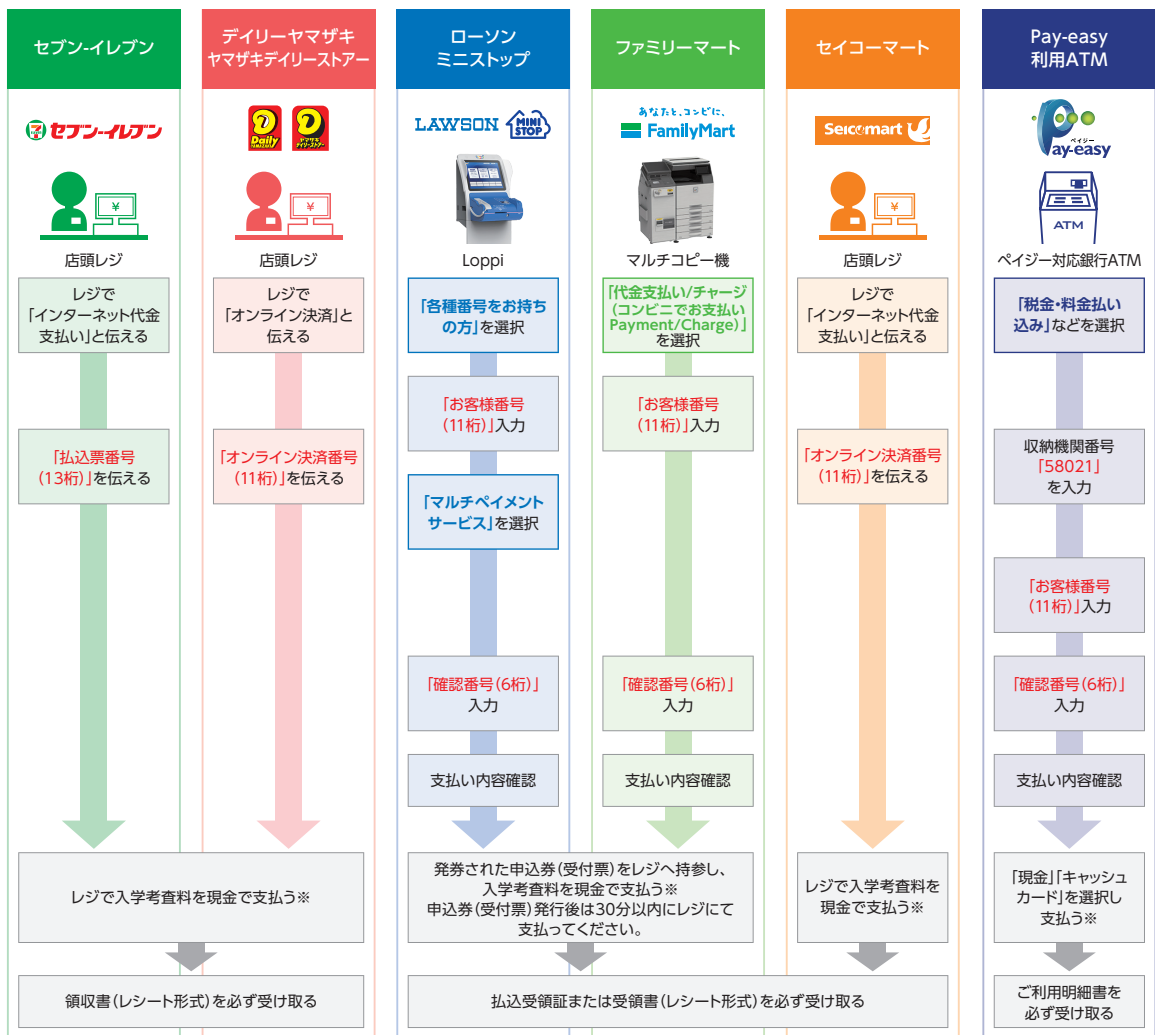 セブン-イレブン
デイリーヤマザキ
ヤマザキデイリーストアー
ローソン
ミニストップ
ファミリーマート
セイコーマート
Pay-easy
利用ATM
セブン-イレブン
Daily
YAMAZAKI
ヤマザキ
デイリーストアー
LAWSON
MINI
STOP
あなたと、コンビに、
FamilyMart
Seicomart
ペイジー
Pay-easy
¥
¥
¥
ATM
店頭レジ
店頭レジ
Loppi
マルチコピー機
店頭レジ
ペイジー対応銀行ATM
レジで
「インターネット代金
支払い」と伝える
レジで
「オンライン決済」と
伝える
「各種番号をお持ち
の方」を選択
「代金支払い/チャージ
(コンビニでお支払い
Payment/Charge)」
を選択
レジで
「インターネット代金
支払い」と伝える
「税金・料金払い
込み」などを選択
「お客様番号
(11桁)」入力
「お客様番号
(11桁)」入力
「払込票番号
(13桁)」を伝える
「オンライン決済番号
(11桁)」を伝える
「マルチペイメント
サービス」を選択
「オンライン決済番号
(11桁)」を伝える
収納機関番号
「58021」
を入力
「お客様番号
(11桁)」入力
「確認番号(6桁)」
入力
「確認番号(6桁)」
入力
「確認番号(6桁)」
入力
支払い内容確認
支払い内容確認
支払い内容確認
レジで入学考査料を現金で支払う※
発券された申込券(受付票)をレジへ持参し、
入学考査料を現金で支払う※
申込券(受付票)発行後は30分以内にレジにて
支払ってください。
レジで入学考査料を
現金で支払う※
「現金」「キャッシュ
カード」を選択し
支払う※
領収書(レシート形式)を必ず受け取る
払込受領証または受領書(レシート形式)を必ず受け取る
ご利用明細書を
必ず受け取る